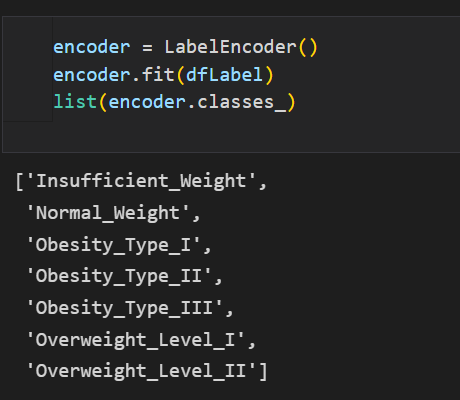 encoder = LabelEncoder()
encoder.fit(dfLabel)
list(encoder.classes_)
['Insufficient_Weight',
'Normal_Weight',
'Obesity_Type_I',
'Obesity_Type_II',
'Obesity_Type_III',
'Overweight_Level_I',
'Overweight_Level_II']